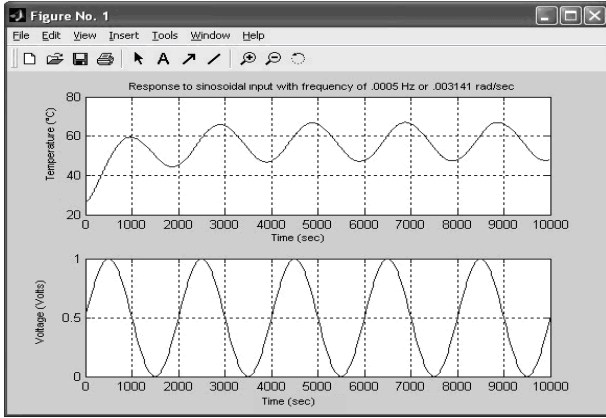 Figure No. 1
File Edit View Insert Tools Window Help
A
Response to sinosoidal input with frequency of .0005 Hz or .003141 rad/sec
80
60
40
20
Temperature (°C)
0 1000 2000 3000 4000 5000 6000 7000 8000 9000 10000
Time (sec)
1
0.5
0
Voltage (Volts)
0 1000 2000 3000 4000 5000 6000 7000 8000 9000 10000
Time (sec)